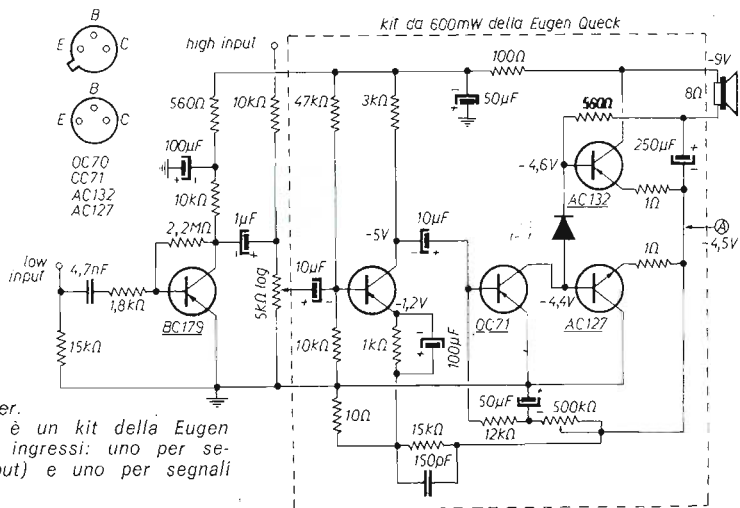 kit da 600mW della Eugen Queck
B
E
C
high input
B
E
C
OC70
CC71
AC132
AC127
560Ω
10kΩ
47kΩ
3kΩ
100Ω
50µF
-9V
8Ω
560Ω
250µF
100µF
10kΩ
-4,6V
AC132
1Ω
2,2MΩ
1µF
-5V
10µF
A
-4,5V
low
input
4,7nF
1,8kΩ
5kΩ log
10µF
-1,2V
-4,4V
1Ω
BC179
OC71
AC127
15kΩ
10kΩ
1kΩ
100µF
10Ω
50µF
500kΩ
12kΩ
15kΩ
150pF
er.
è un kit della Eugen
ingressi: uno per se-
out) e uno per segnali